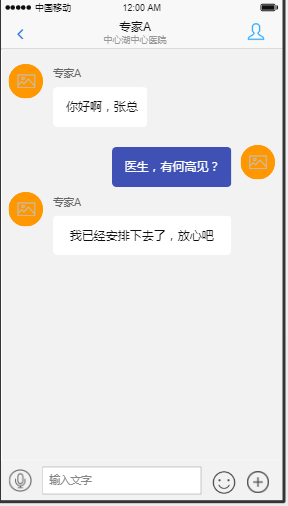 中国移动 12:00 AM
专家A
中心湖中心医院
专家A
你好啊，张总
医生，有何高见？
专家A
我已经安排下去了，放心吧
输入文字